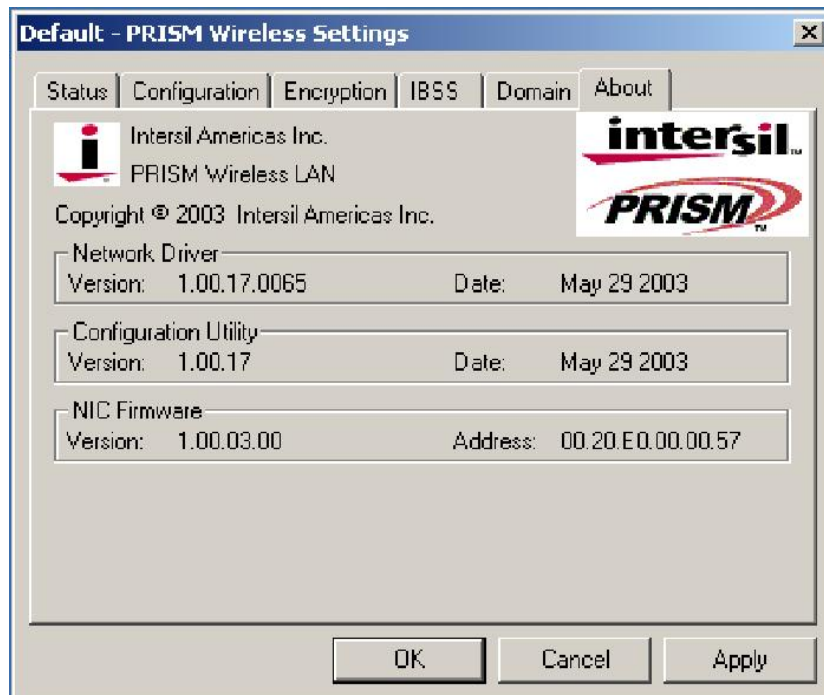 Default - PRISM Wireless Settings
Status Configuration Encryption IBSS Domain About
Intersil Americas Inc.
PRISM Wireless LAN
Copyright © 2003 Intersil Americas Inc.
intersil™
PRISM™
Network Driver
Version: 1.00.17.0065 Date: May 29 2003
Configuration Utility
Version: 1.00.17 Date: May 29 2003
NIC Firmware
Version: 1.00.03.00 Address: 00.20.E0.00.00.57
OK Cancel Apply